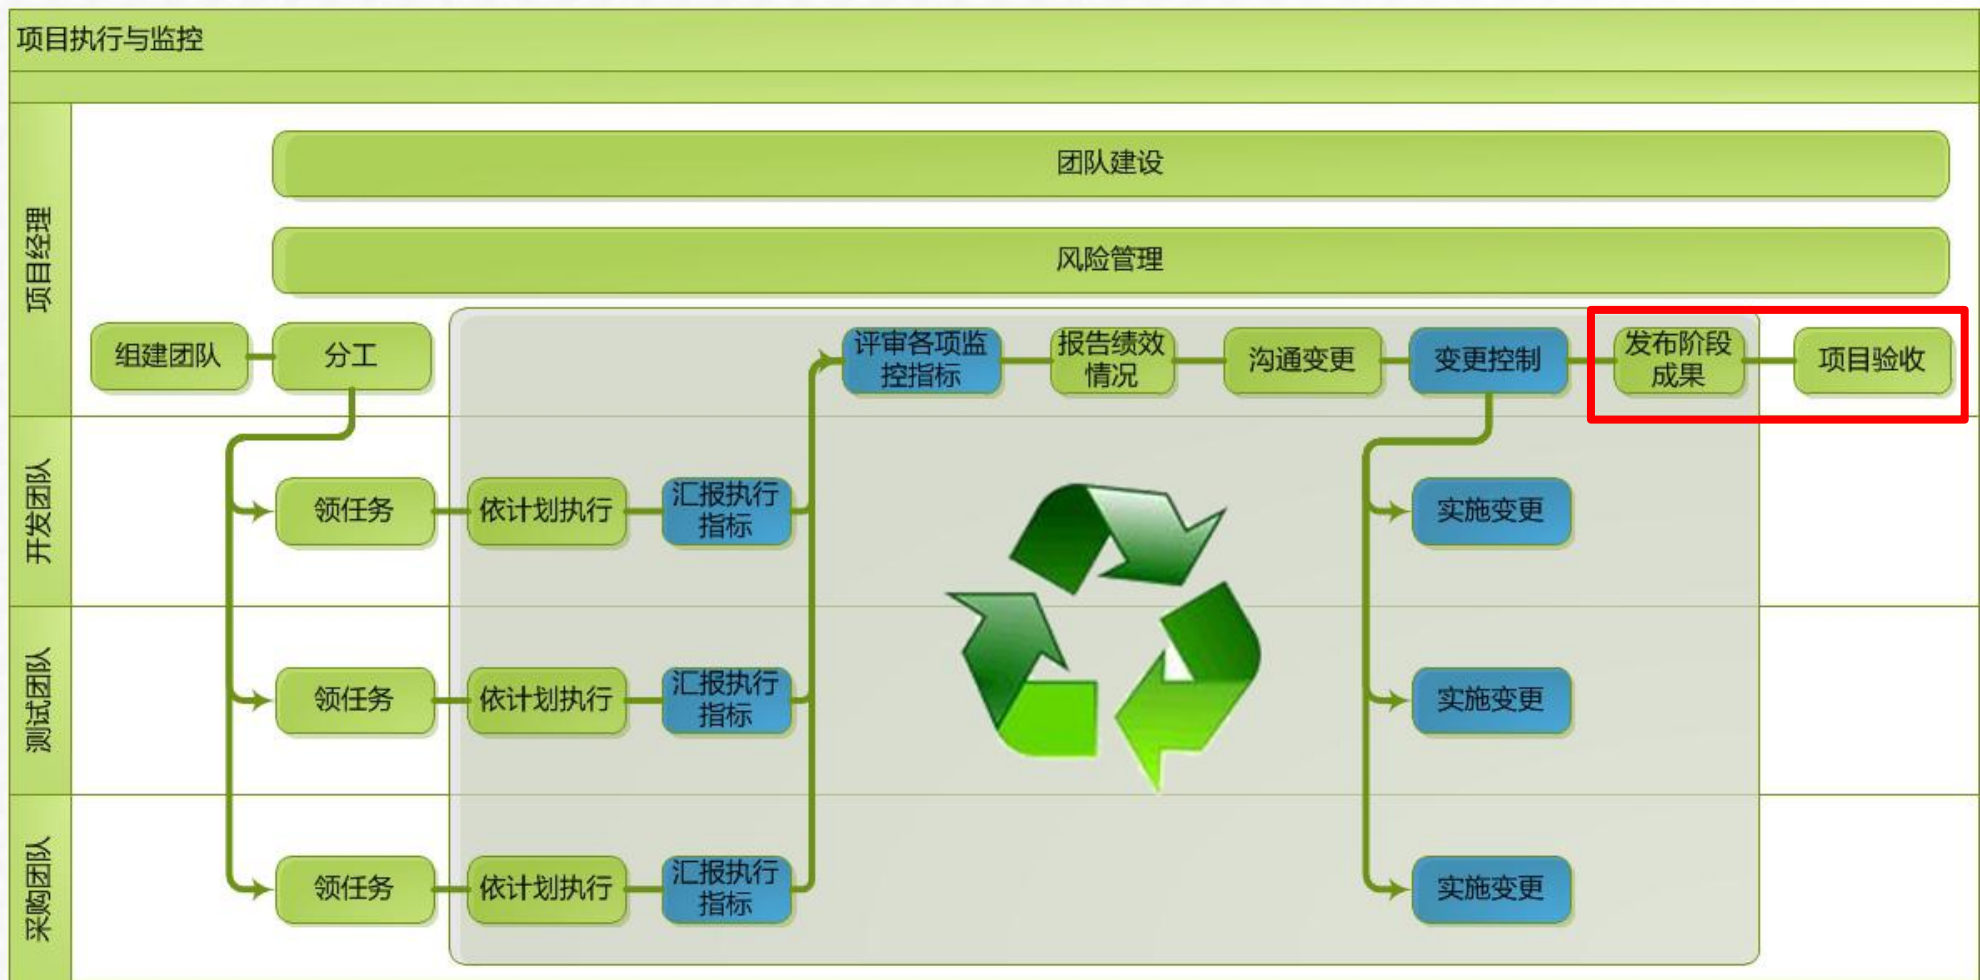 项目执行与监控
项目经理
团队建设
风险管理
组建团队
分工
评审各项监
控指标
报告绩效
情况
沟通变更
变更控制
发布阶段
成果
项目验收
开发团队
领任务
依计划执行
汇报执行
指标
实施变更
测试团队
领任务
依计划执行
汇报执行
指标
实施变更
采购团队
领任务
依计划执行
汇报执行
指标
实施变更